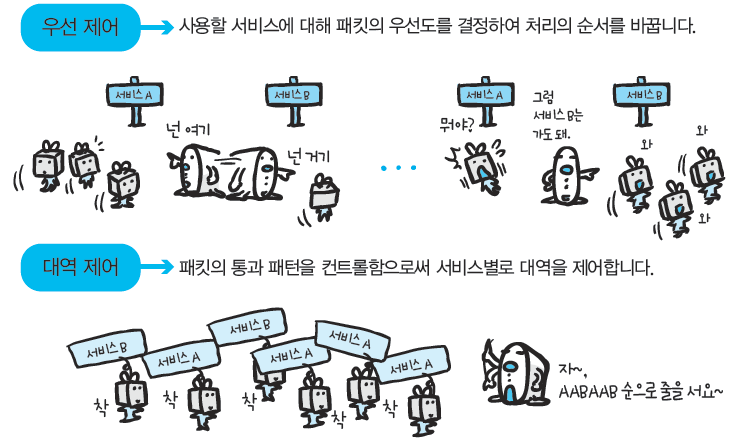 우선 제어
사용할 서비스에 대해 패킷의 우선도를 결정하여 처리의 순서를 바꿉니다.
서비스 A
서비스 B
넌 여기
넌 거기
뭐야?
서비스 A
그럼
서비스 B는
가도 돼.
서비스 B
와
와
와
대역 제어
패킷의 통과 패턴을 컨트롤함으로써 서비스별로 대역을 제어합니다.
서비스 B
서비스 A
서비스 B
서비스 A
서비스 A
서비스 A
착
착
착
착
착
자~,
AABAAB 순으로 줄을 서요~